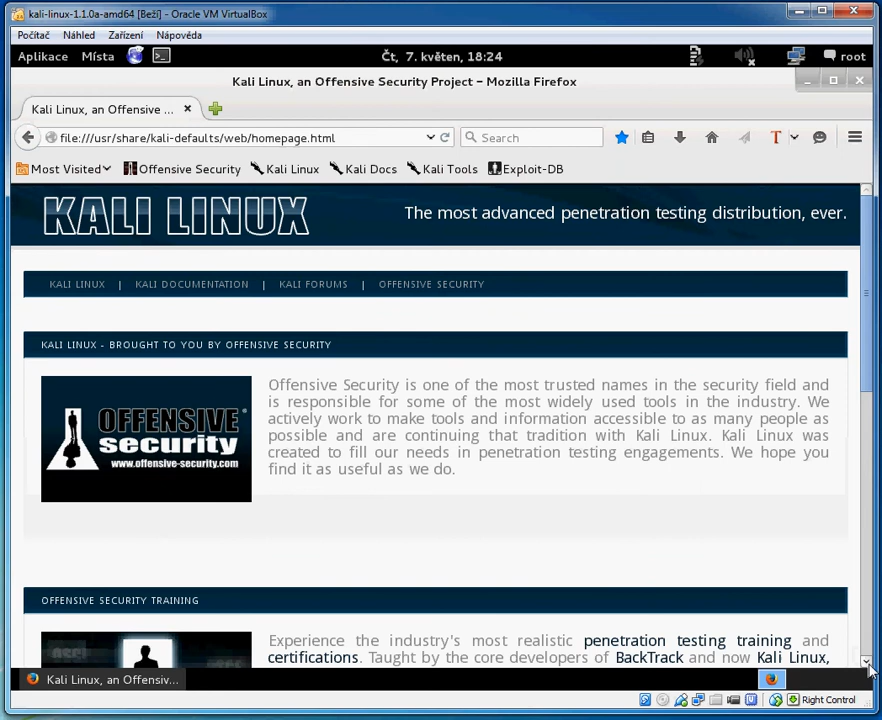 kali-linux-1.1.0a-amd64 [Beží] - Oracle VM VirtualBox
Počítač Náhled Zařízení Nápověda
Aplikace Místa Čt, 7. květen, 18:24 root
Kali Linux, an Offensive Security Project - Mozilla Firefox
Kali Linux, an Offensive ...
file:///usr/share/kali-defaults/web/homepage.html Search
Most Visited Offensive Security Kali Linux Kali Docs Kali Tools Exploit-DB
KALI LINUX The most advanced penetration testing distribution, ever.
KALI LINUX | KALI DOCUMENTATION | KALI FORUMS | OFFENSIVE SECURITY
KALI LINUX - BROUGHT TO YOU BY OFFENSIVE SECURITY
OFFENSIVE
security
www.offensive-security.com
Offensive Security is one of the most trusted names in the security field and
is responsible for some of the most widely used tools in the industry. We
actively work to make tools and information accessible to as many people as
possible and are continuing that tradition with Kali Linux. Kali Linux was
created to fill our needs in penetration testing engagements. We hope you
find it as useful as we do.
OFFENSIVE SECURITY TRAINING
Experience the industry's most realistic penetration testing training and
certifications. Taught by the core developers of BackTrack and now Kali Linux,
Kali Linux, an Offensiv...
Right Control